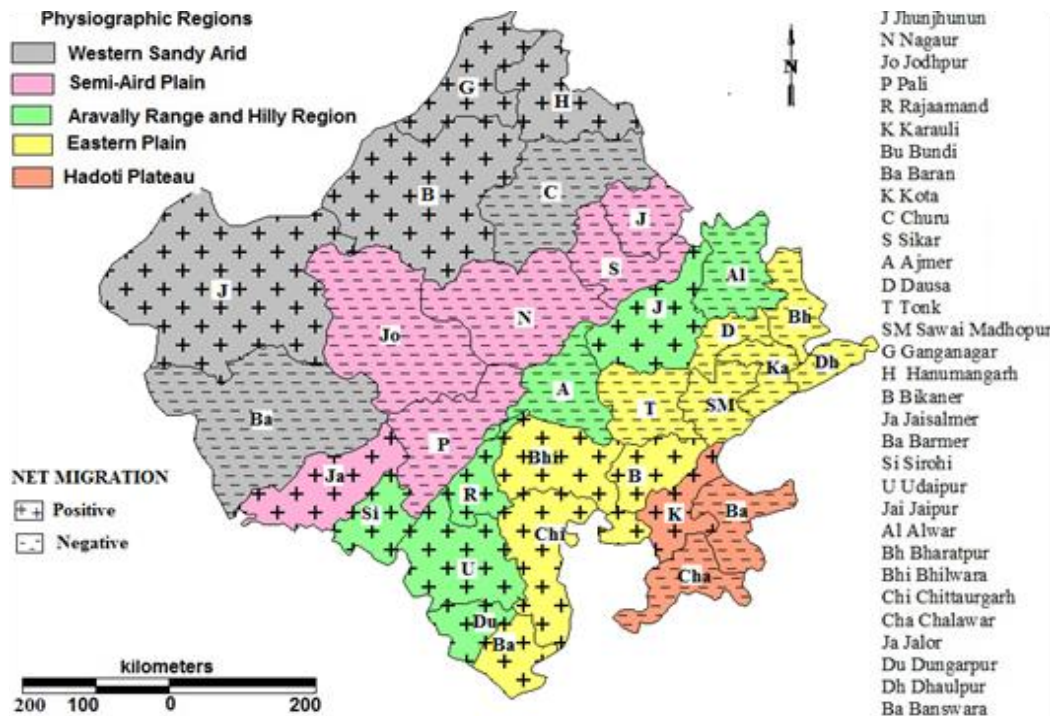 Physiographic Regions
Western Sandy Arid
Semi-Aird Plain
Aravally Range and Hilly Region
Eastern Plain
Hadoti Plateau
N
G
H
B
C
J
S
J
J
Al
Jo
N
D
Bh
Ka
Dh
A
T
SM
Ba
P
Ja
Bhi
B
R
Si
K
Ba
Chi
U
Cha
Du
Ba
NET MIGRATION
Positive
Negative
kilometers
200 100 0 200
J Jhunjhunun
N Nagaur
Jo Jodhpur
P Pali
R Rajaamand
K Karauli
Bu Bundi
Ba Baran
K Kota
C Churu
S Sikar
A Ajmer
D Dausa
T Tonk
SM Sawai Madhopur
G Ganganagar
H Hanumangarh
B Bikaner
Ja Jaisalmer
Ba Barmer
Si Sirohi
U Udaipur
Jai Jaipur
Al Alwar
Bh Bharatpur
Bhi Bhilwara
Chi Chittaurgarh
Cha Chalawar
Ja Jalor
Du Dungarpur
Dh Dhaulpur
Ba Banswara